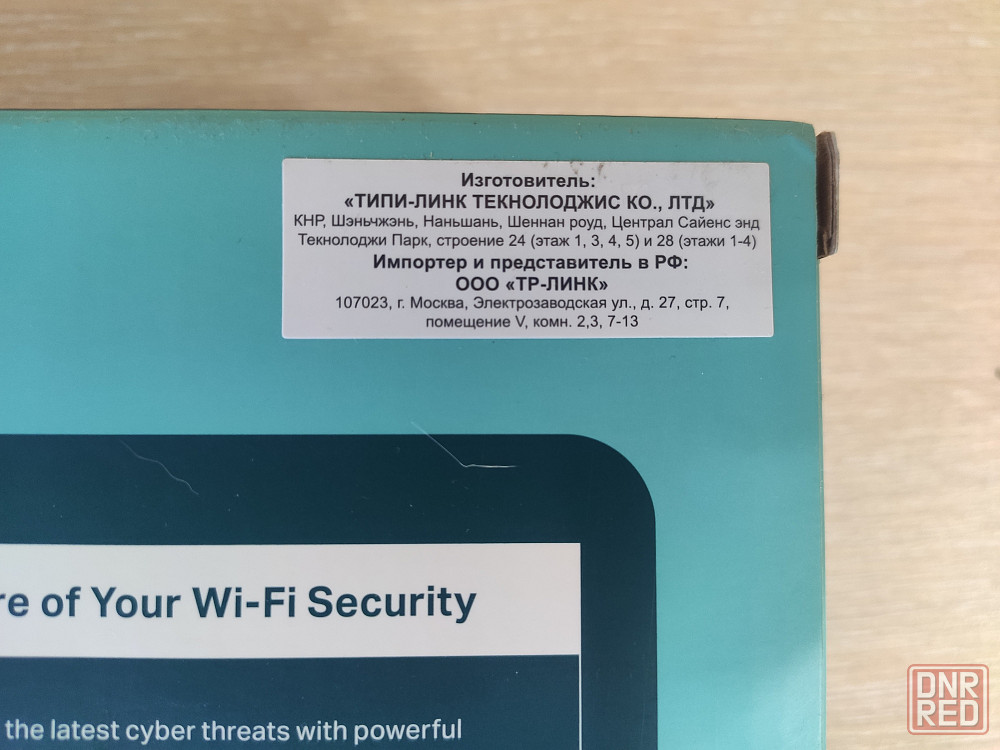 Изготовитель:
«ТИПИ-ЛИНК ТЕКНОЛОДЖИС КО., ЛТД»
КНР, Шэньчжэнь, Наньшань, Шеннан роуд, Централ Сайенс энд
Текнолоджи Парк, строение 24 (этаж 1, 3, 4, 5) и 28 (этажи 1-4)
Импортер и представитель в РФ:
ООО «ТР-ЛИНК»
107023, г. Москва, Электрозаводская ул., д. 27, стр. 7,
помещение V, комн. 2,3, 7-13
re of Your Wi-Fi Security
the latest cyber threats with powerful
DNR
RED